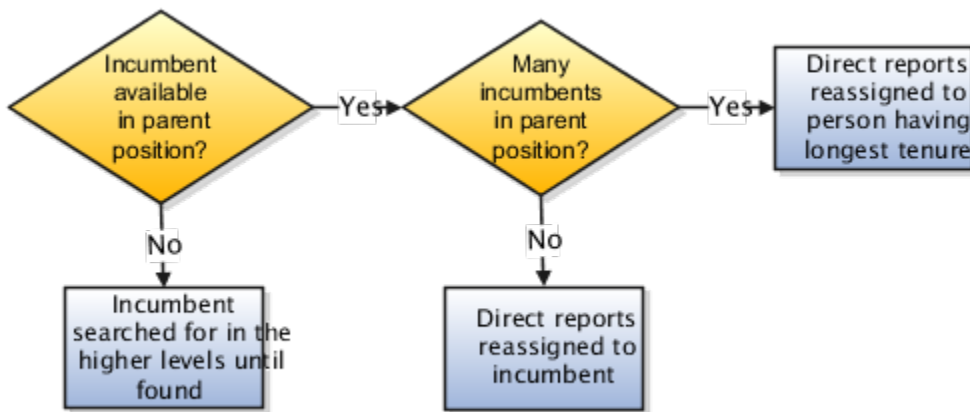 Incumbent
available
in parent
position?
Yes
Many
incumbents
in parent
position?
Yes
Direct reports
reassigned to
person having
longest tenure
No
No
Incumbent
searched for in the
higher levels until
found
Direct reports
reassigned to
incumbent